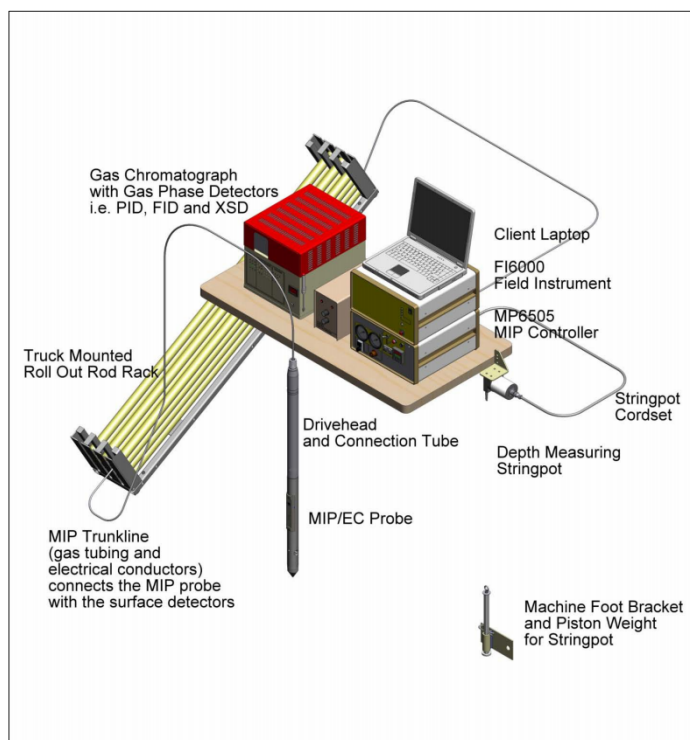 Gas Chromatograph
with Gas Phase Detectors
i.e. PID, FID and XSD
Client Laptop
FI6000
Field Instrument
MP6505
MIP Controller
Truck Mounted
Roll Out Rod Rack
Stringpot
Cordset
Drivehead
and Connection Tube
Depth Measuring
Stringpot
MIP/EC Probe
MIP Trunkline
(gas tubing and
electrical conductors)
connects the MIP probe
with the surface detectors
Machine Foot Bracket
and Piston Weight
for Stringpot